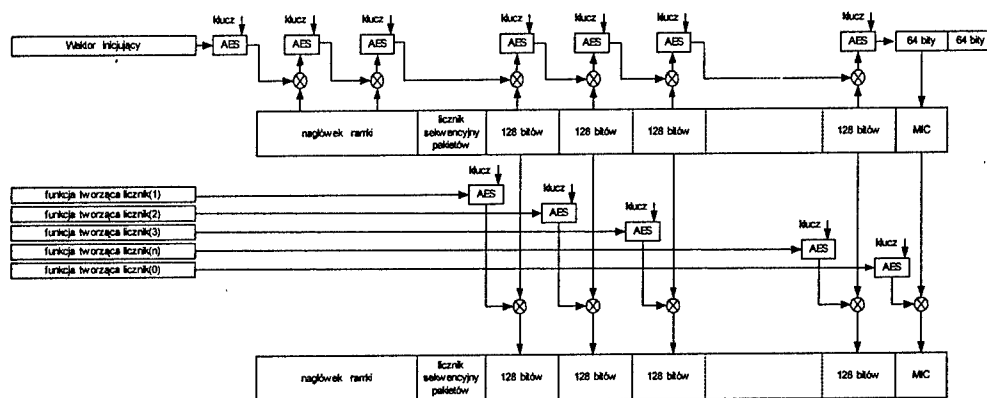 klucz klucz klucz klucz klucz klucz klucz
Wektor inicjujący AES AES AES AES AES AES AES 64 bity 64 bity
nagłówek ramki licznik sekwencyjny pakietów 128 bitów 128 bitów 128 bitów 128 bitów MIC
klucz
funkcja tworząca licznik(1) AES klucz
funkcja tworząca licznik(2) AES klucz
funkcja tworząca licznik(3) AES klucz
funkcja tworząca licznik(n) AES klucz
funkcja tworząca licznik(0) AES
nagłówek ramki licznik sekwencyjny pakietów 128 bitów 128 bitów 128 bitów 128 bitów MIC